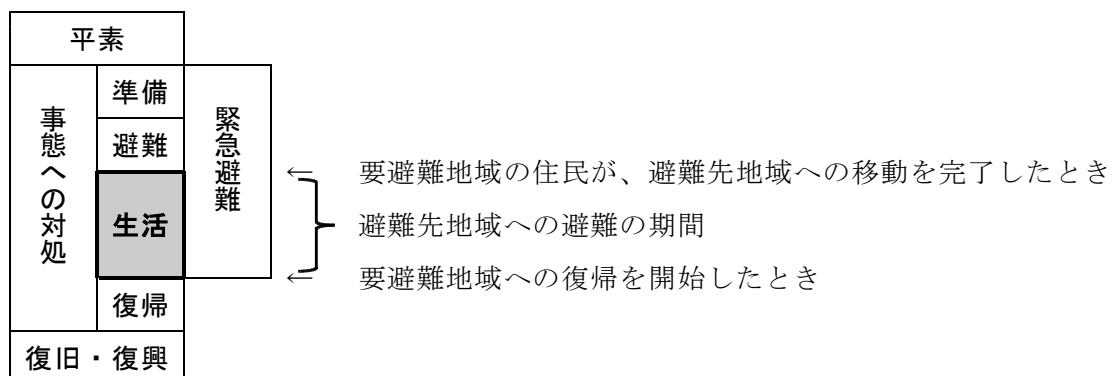 平素
事態への対処
準備
避難
生活
復帰
緊急避難
復旧・復興
← 要避難地域の住民が、避難先地域への移動を完了したとき
避難先地域への避難の期間
← 要避難地域への復帰を開始したとき